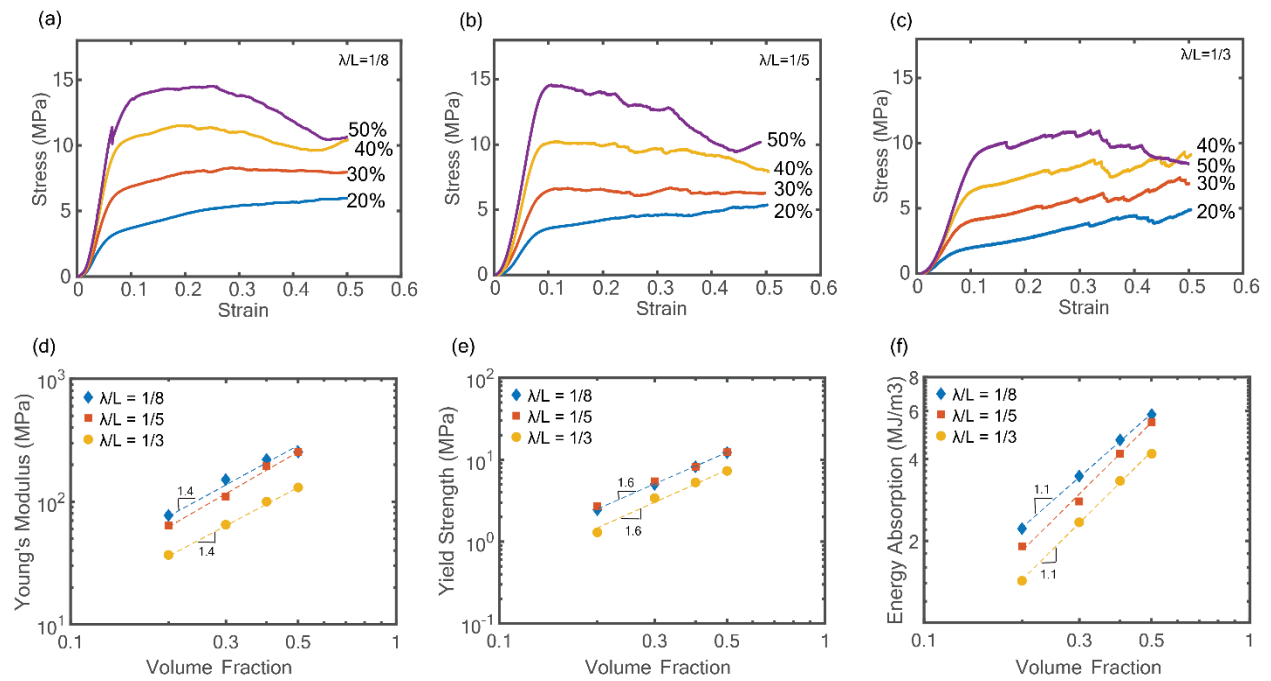 (a)
λ/L=1/8
15
10
5
0
Stress (MPa)
50%
40%
30%
20%
0 0.1 0.2 0.3 0.4 0.5 0.6
Strain
(b)
λ/L=1/5
15
10
5
0
Stress (MPa)
50%
40%
30%
20%
0 0.1 0.2 0.3 0.4 0.5 0.6
Strain
(c)
λ/L=1/3
15
10
5
0
Stress (MPa)
40%
50%
30%
20%
0 0.1 0.2 0.3 0.4 0.5 0.6
Strain
(d)
10³
10²
10¹
Young's Modulus (MPa)
λ/L = 1/8
λ/L = 1/5
λ/L = 1/3
1.4
1.4
0.1 0.3 0.5 1
Volume Fraction
(e)
10²
10¹
10⁰
10⁻¹
Yield Strength (MPa)
λ/L = 1/8
λ/L = 1/5
λ/L = 1/3
1.6
1.6
0.1 0.3 0.5 1
Volume Fraction
(f)
8
6
4
2
Energy Absorption (MJ/m3)
λ/L = 1/8
λ/L = 1/5
λ/L = 1/3
1.1
1.1
0.1 0.3 0.5 1
Volume Fraction